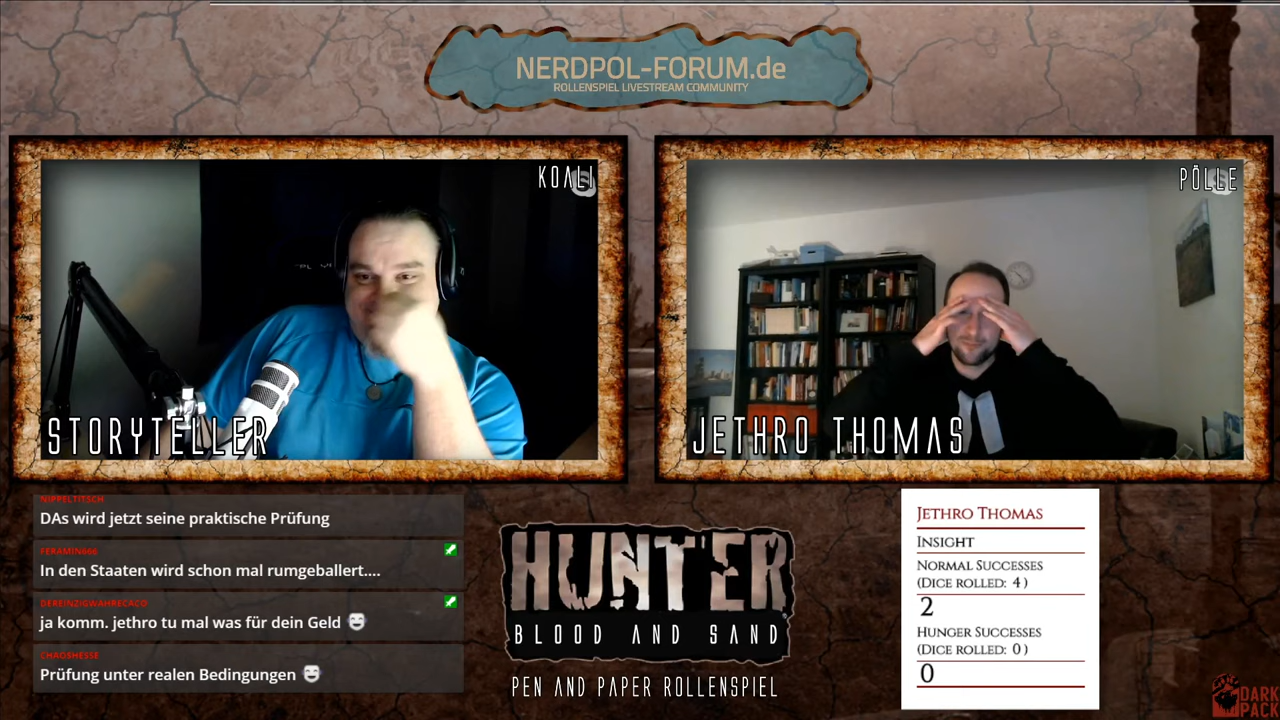 NERDPOL-FORUM.de
ROLLENSPIEL LIVESTREAM COMMUNITY
KOALI
STORYTELLER
PÖLLE
JETHRO THOMAS
NIPPELTITSCH
DAs wird jetzt seine praktische Prüfung
FERAMIN666
In den Staaten wird schon mal rumgeballert....
DEREINZIGWAHRECACO
ja komm. jethro tu mal was für dein Geld
CHAOSHESSE
Prüfung unter realen Bedingungen
HUNTER
BLOOD AND SAND
PEN AND PAPER ROLLENSPIEL
JETHRO THOMAS
INSIGHT
NORMAL SUCCESSES
(DICE ROLLED: 4)
2
HUNGER SUCCESSES
(DICE ROLLED: 0)
0
DARK
PACK